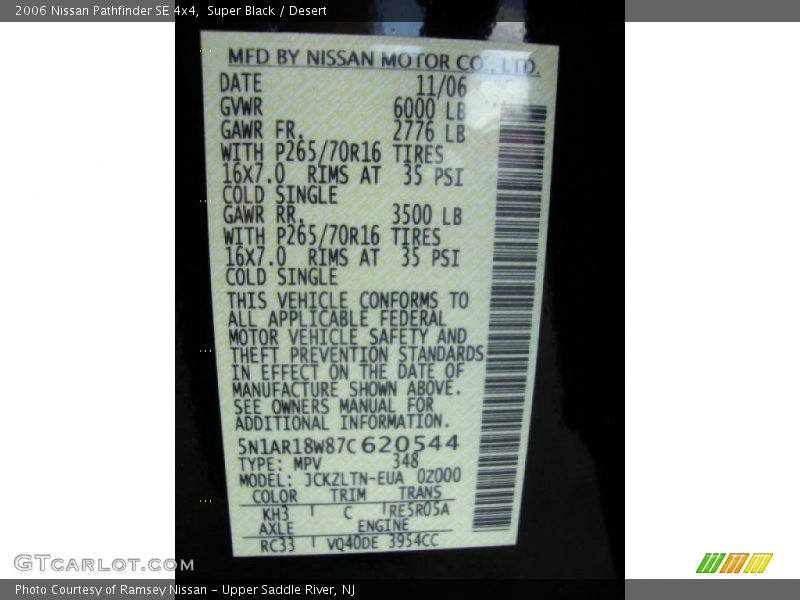 2006 Nissan Pathfinder SE 4x4, Super Black / Desert
MFD BY NISSAN MOTOR CO., LTD.
DATE 11/06
GVWR 6000 LB
GAWR FR. 2776 LB
WITH P265/70R16 TIRES
16X7.0 RIMS AT 35 PSI
COLD SINGLE
GAWR RR. 3500 LB
WITH P265/70R16 TIRES
16X7.0 RIMS AT 35 PSI
COLD SINGLE
THIS VEHICLE CONFORMS TO
ALL APPLICABLE FEDERAL
MOTOR VEHICLE SAFETY AND
THEFT PREVENTION STANDARDS
IN EFFECT ON THE DATE OF
MANUFACTURE SHOWN ABOVE.
SEE OWNERS MANUAL FOR
ADDITIONAL INFORMATION.
5N1AR18W87C620544
TYPE: MPV 348
MODEL: JCKZLTN-EUA 0Z000
COLOR TRIM TRANS
KH3 C RE5R05A
AXLE ENGINE
RC33 VQ40DE 3954CC
GTCarLot.com
Photo Courtesy of Ramsey Nissan - Upper Saddle River, NJ